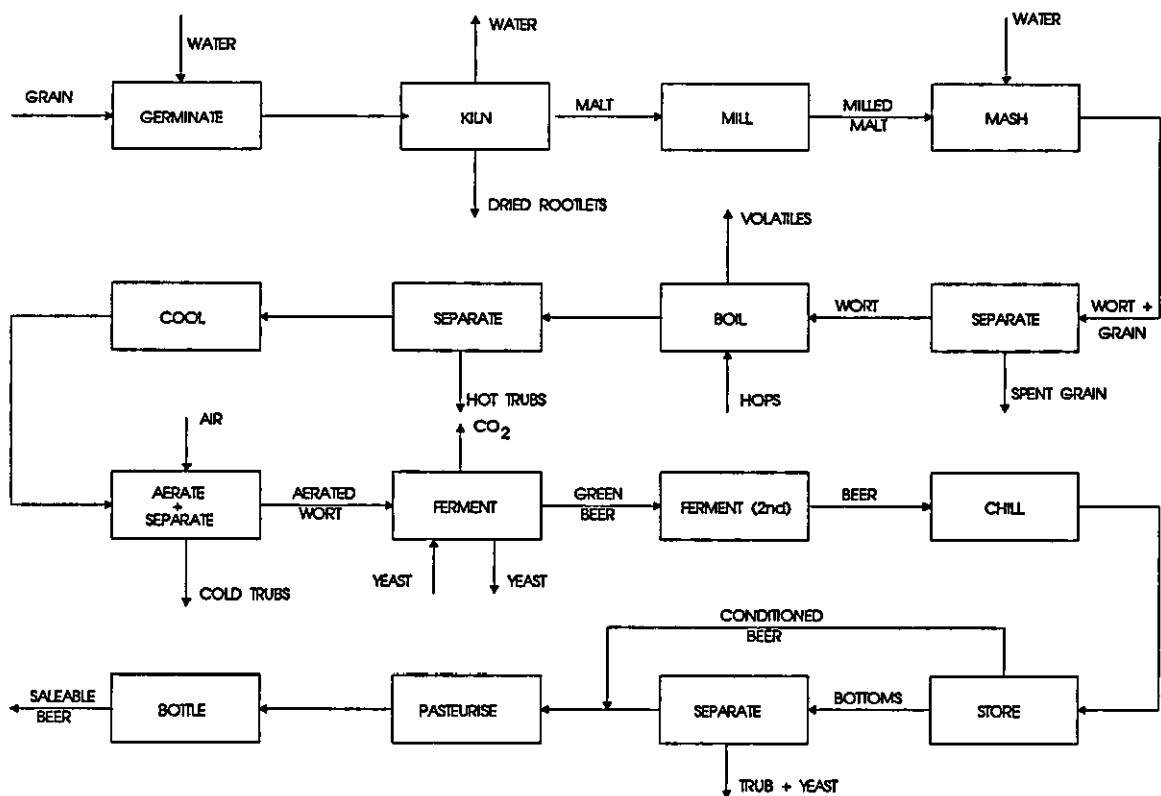 WATER
WATER
WATER
GRAIN
GERMINATE
KILN
MALT
MILL
MILLED
MALT
MASH
DRIED ROOTLETS
VOLATILES
COOL
SEPARATE
BOIL
WORT
SEPARATE
WORT +
GRAIN
HOT TRUBS
HOPS
SPENT GRAIN
AIR
CO2
AERATE
+
SEPARATE
AERATED
WORT
FERMENT
GREEN
BEER
FERMENT (2nd)
BEER
CHILL
COLD TRUBS
YEAST
YEAST
CONDITIONED
BEER
SALEABLE
BEER
BOTTLE
PASTEURISE
SEPARATE
BOTTOMS
STORE
TRUB + YEAST